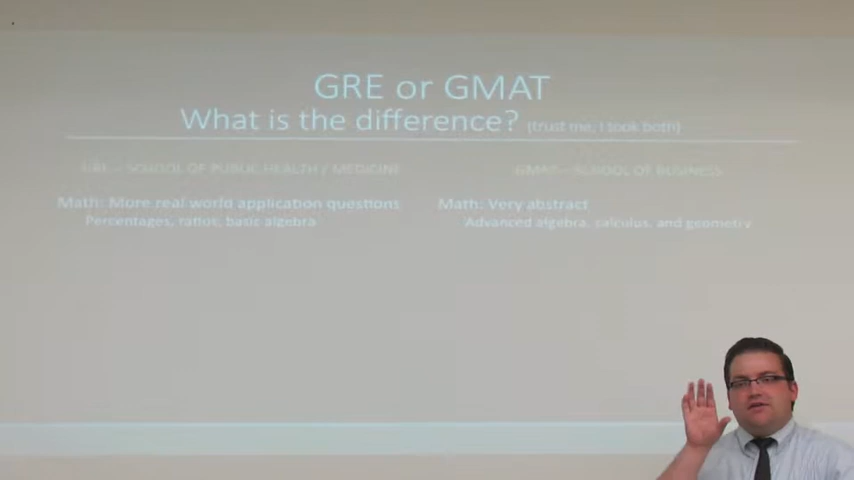 GRE or GMAT
What is the difference? (trust me, I took both)
GRE – SCHOOL OF PUBLIC HEALTH / MEDICINE
GMAT – SCHOOL OF BUSINESS
Math: More real world application questions
Percentages, ratios, basic algebra
Math: Very abstract
Advanced algebra, calculus, and geometry